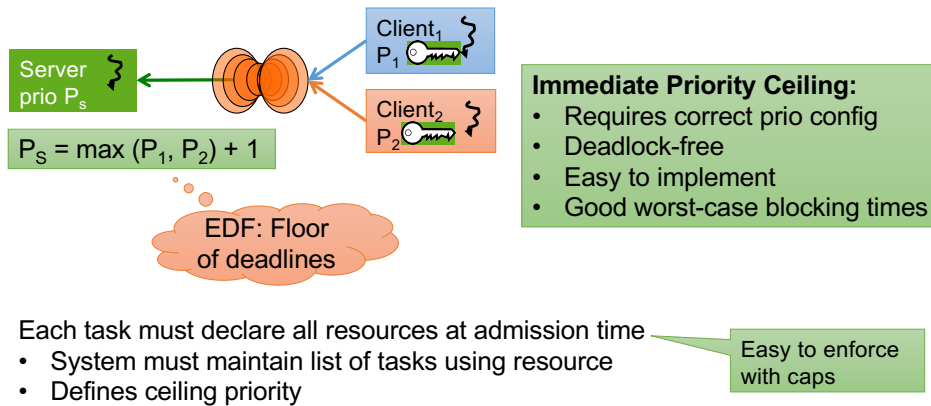 Server
prio Pₛ
Client₁
P₁
Client₂
P₂
Pₛ = max (P₁, P₂) + 1
EDF: Floor
of deadlines
Immediate Priority Ceiling:
• Requires correct prio config
• Deadlock-free
• Easy to implement
• Good worst-case blocking times
Each task must declare all resources at admission time
• System must maintain list of tasks using resource
• Defines ceiling priority
Easy to enforce
with caps